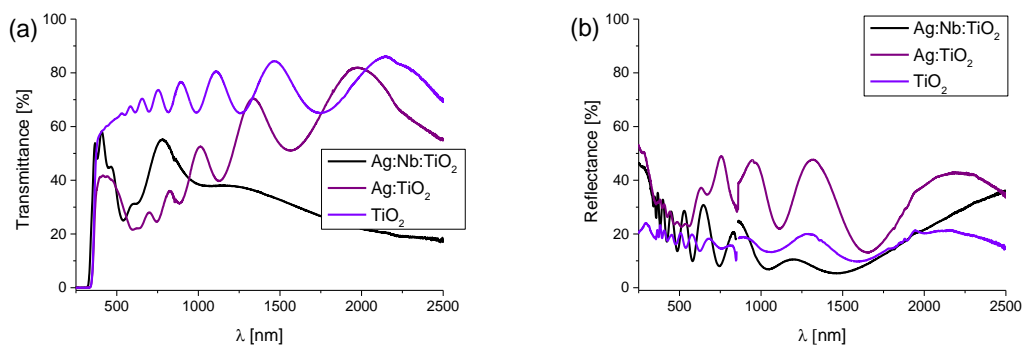 (a)
100
80
60
40
20
0
Transmittance [%]
500 1000 1500 2000 2500
λ [nm]
Ag:Nb:TiO₂
Ag:TiO₂
TiO₂
(b)
100
80
60
40
20
0
Reflectance [%]
500 1000 1500 2000 2500
λ [nm]
Ag:Nb:TiO₂
Ag:TiO₂
TiO₂